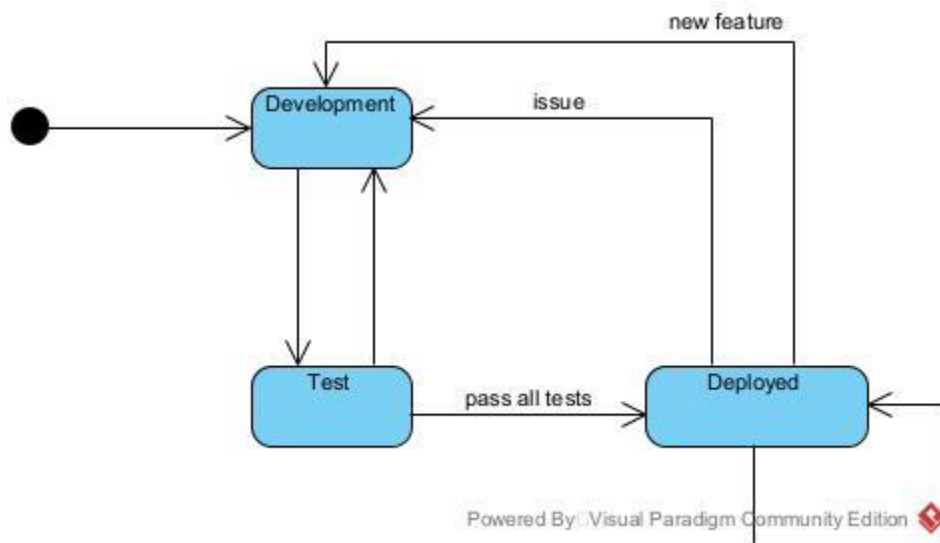 new feature
Development
issue
Test
Deployed
pass all tests
Powered By Visual Paradigm Community Edition